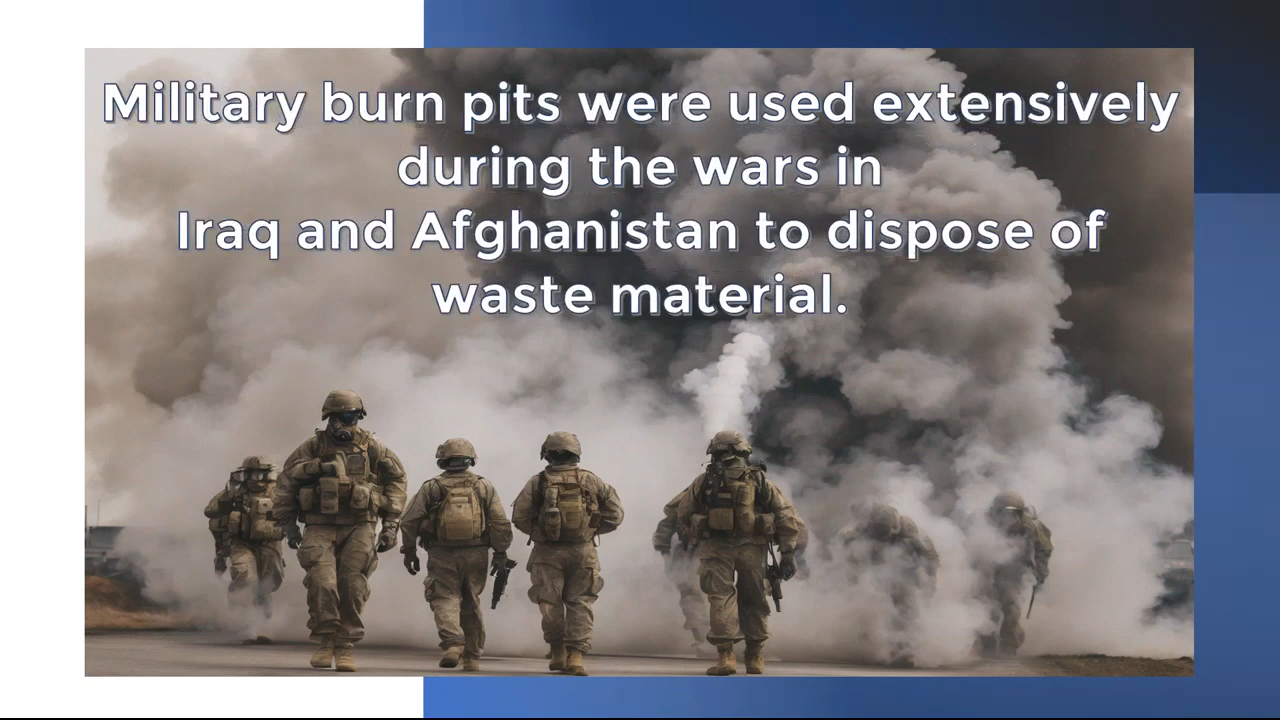 Military burn pits were used extensively
during the wars in
Iraq and Afghanistan to dispose of
waste material.